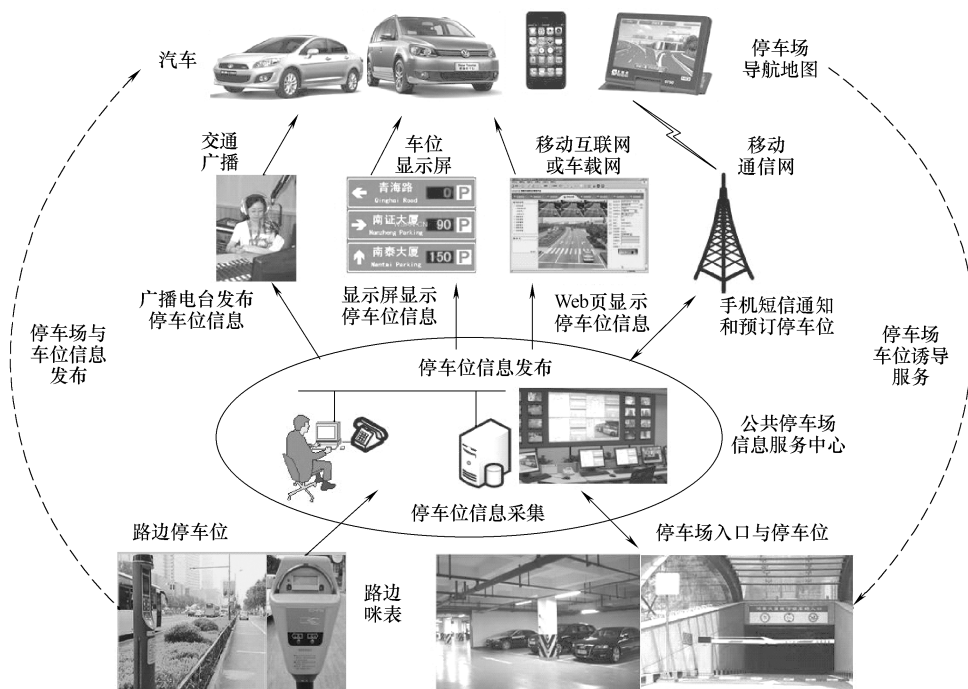 汽车
停车场
导航地图
交通
广播
车位
显示屏
移动互联网
或车载网
移动
通信网
青海路
0
P
Qinghai Road
南证大厦
90
P
Nanzheng Parking
南泰大厦
150
P
Nantai Parking
广播电台发布
停车位信息
显示屏显示
停车位信息
Web页显示
停车位信息
手机短信通知
和预订停车位
停车场与
车位信息
发布
停车场
车位诱导
服务
停车位信息发布
公共停车场
信息服务中心
停车位信息采集
路边停车位
停车场入口与停车位
路边
咪表